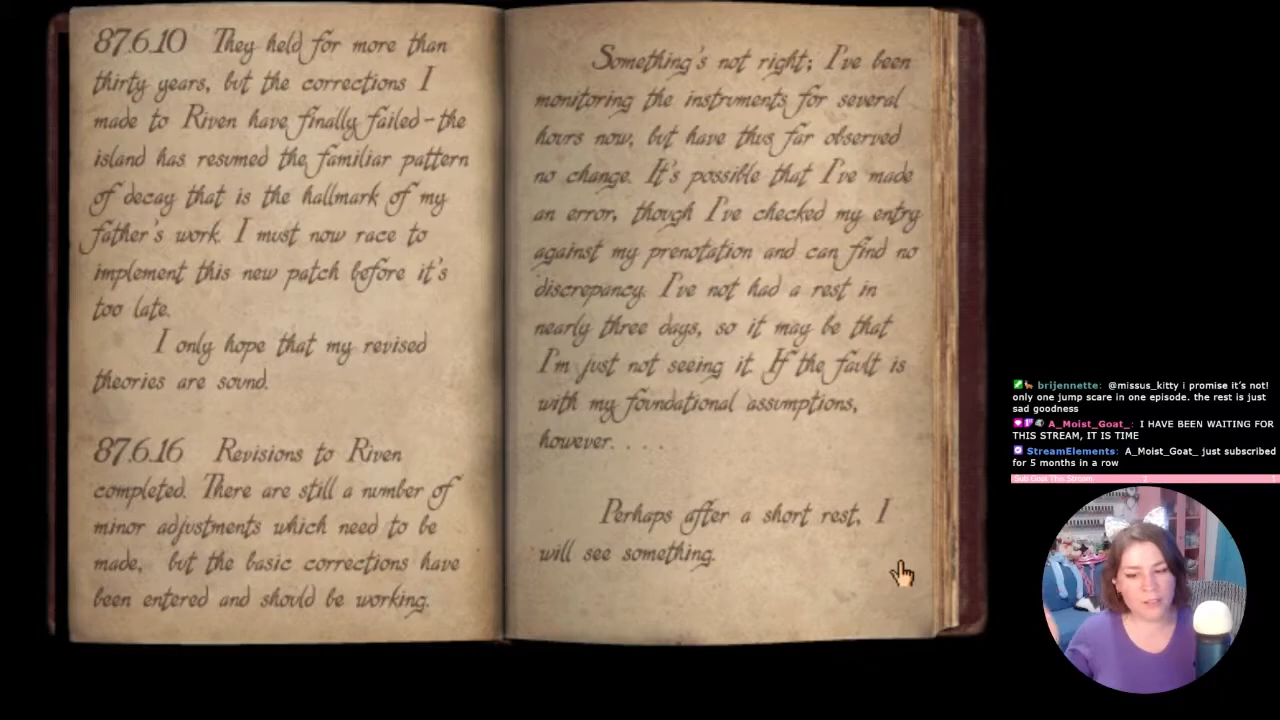 87.6.10 They held for more than
thirty years, but the corrections I
made to Riven have finally failed-the
island has resumed the familiar pattern
of decay that is the hallmark of my
father's work. I must now race to
implement this new patch before it's
too late.
I only hope that my revised
theories are sound.
87.6.16 Revisions to Riven
completed. There are still a number of
minor adjustments which need to be
made, but the basic corrections have
been entered and should be working.
Something's not right; I've been
monitoring the instruments for several
hours now, but have thus far observed
no change. It's possible that I've made
an error, though I've checked my entry
against my prenotation and can find no
discrepancy. I've not had a rest in
nearly three days, so it may be that
I'm just not seeing it. If the fault is
with my foundational assumptions,
however. . . .
Perhaps after a short rest, I
will see something.
brijennette: @missus_kitty i promise it's not!
only one jump scare in one episode. the rest is just
sad goodness
A_Moist_Goat_: I HAVE BEEN WAITING FOR
THIS STREAM, IT IS TIME
StreamElements: A_Moist_Goat_ just subscribed
for 5 months in a row
Sub Goal This Stream